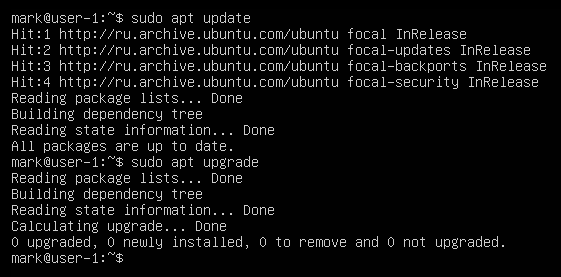 mark@user-1:~$ sudo apt update
Hit:1 http://ru.archive.ubuntu.com/ubuntu focal InRelease
Hit:2 http://ru.archive.ubuntu.com/ubuntu focal-updates InRelease
Hit:3 http://ru.archive.ubuntu.com/ubuntu focal-backports InRelease
Hit:4 http://ru.archive.ubuntu.com/ubuntu focal-security InRelease
Reading package lists... Done
Building dependency tree
Reading state information... Done
All packages are up to date.
mark@user-1:~$ sudo apt upgrade
Reading package lists... Done
Building dependency tree
Reading state information... Done
Calculating upgrade... Done
0 upgraded, 0 newly installed, 0 to remove and 0 not upgraded.
mark@user-1:~$